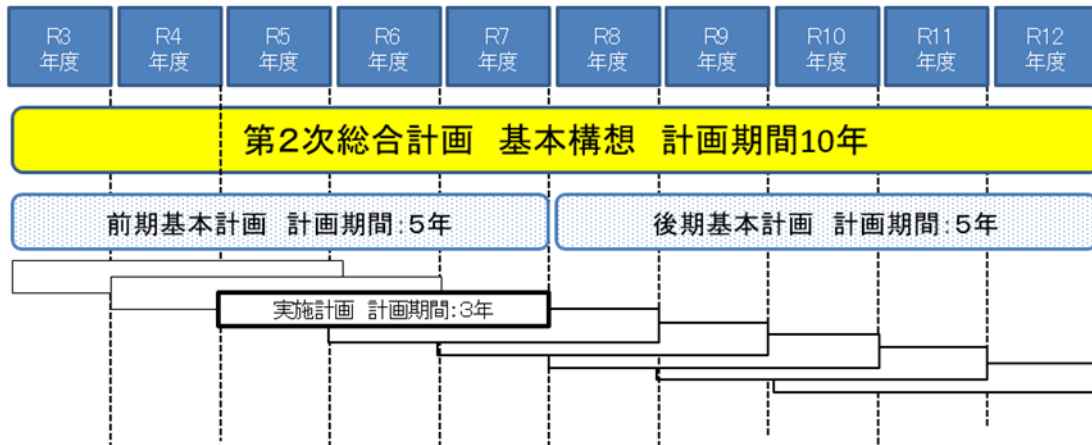 R3
年度
R4
年度
R5
年度
R6
年度
R7
年度
R8
年度
R9
年度
R10
年度
R11
年度
R12
年度
第2次総合計画 基本構想 計画期間10年
前期基本計画 計画期間:5年
後期基本計画 計画期間:5年
実施計画 計画期間:3年